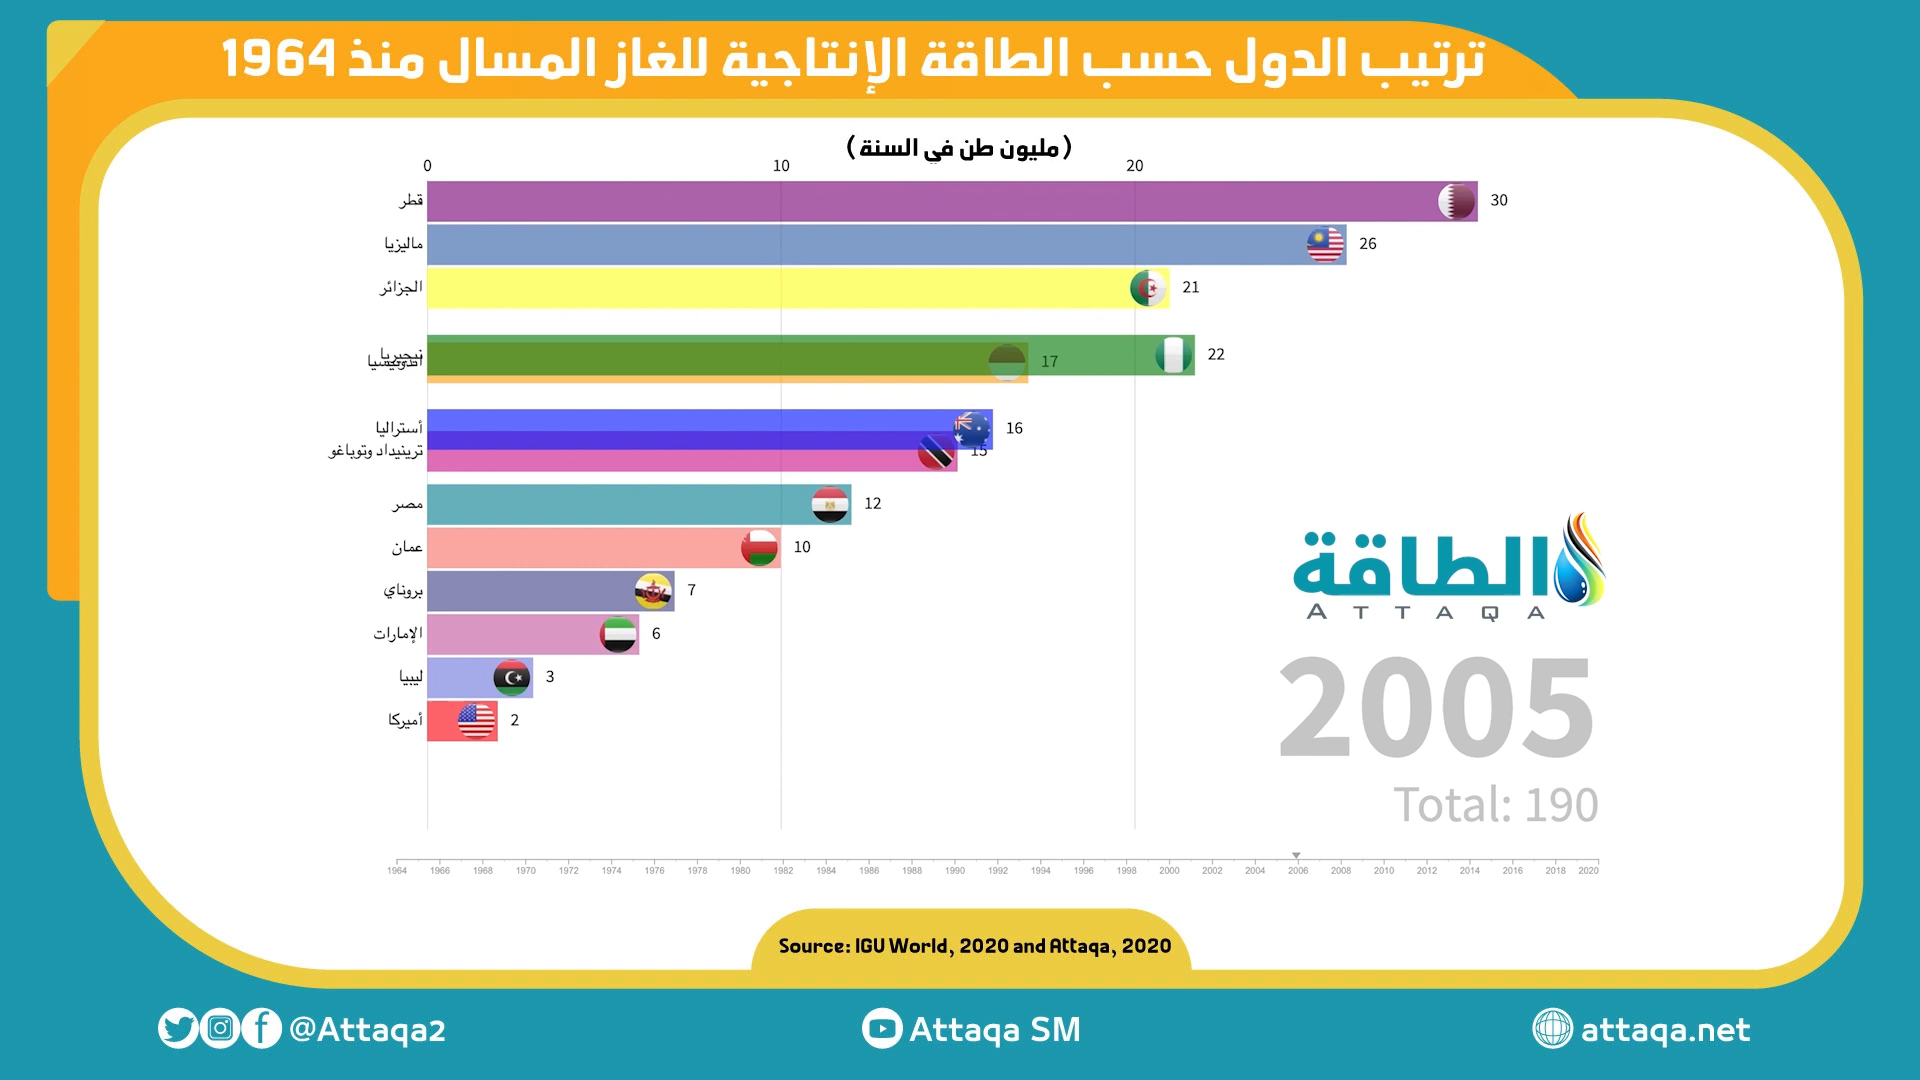 ترتيب الدول حسب الطاقة الإنتاجية للغاز المسال منذ 1964
(مليون طن في السنة)
0 10 20
قطر 30
ماليزيا 26
الجزائر 21
نيجيريا 22
اندونيسيا 17
أستراليا 16
ترينيداد وتوباغو 15
مصر 12
عمان 10
بروناي 7
الإمارات 6
ليبيا 3
أميركا 2
الطاقة
ATTAQA
2005
Total: 190
1964 1966 1968 1970 1972 1974 1976 1978 1980 1982 1984 1986 1988 1990 1992 1994 1996 1998 2000 2002 2004 2006 2008 2010 2012 2014 2016 2018 2020
Source: IGU World, 2020 and Attaqa, 2020
@Attaqa2 Attaqa SM attaqa.net